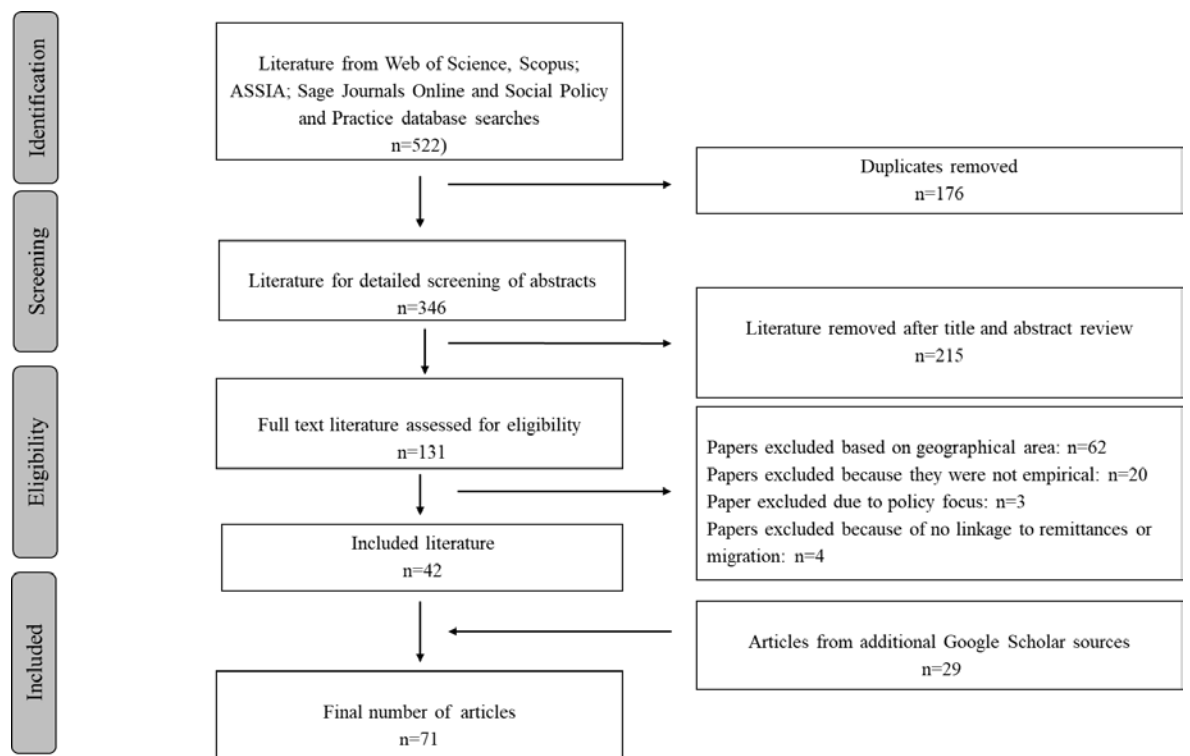 Identification
Literature from Web of Science, Scopus;
ASSIA; Sage Journals Online and Social Policy
and Practice database searches
n=522)
Duplicates removed
n=176
Screening
Literature for detailed screening of abstracts
n=346
Literature removed after title and abstract review
n=215
Eligibility
Full text literature assessed for eligibility
n=131
Papers excluded based on geographical area: n=62
Papers excluded because they were not empirical: n=20
Paper excluded due to policy focus: n=3
Papers excluded because of no linkage to remittances or
migration: n=4
Included literature
n=42
Included
Articles from additional Google Scholar sources
n=29
Final number of articles
n=71